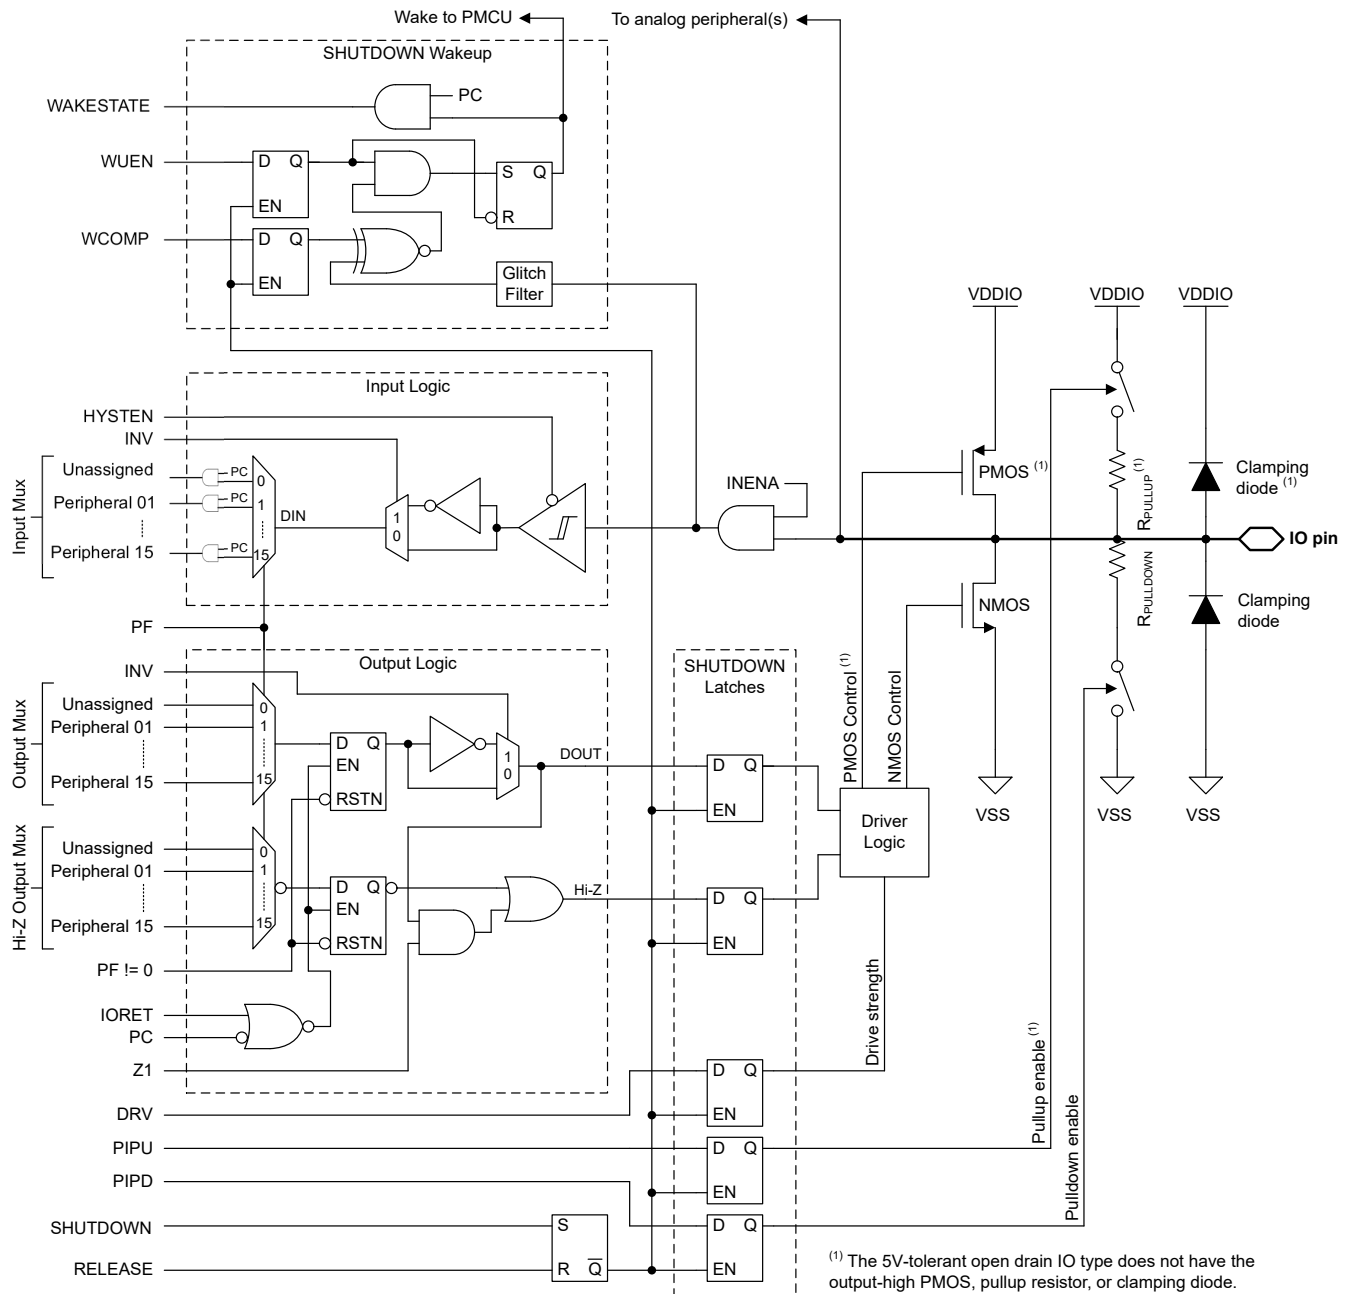 Wake to PMCU
To analog peripheral(s)
SHUTDOWN Wakeup
WAKESTATE
PC
WUEN
D Q
EN
S Q
R
WCOMP
D Q
EN
Glitch
Filter
VDDIO
VDDIO
VDDIO
Input Logic
HYSTEN
INV
Input Mux
Unassigned
PC
0
Peripheral 01
PC
1
Peripheral 15
PC
15
DIN
1
0
INENA
PMOS (1)
RPULLUP (1)
Clamping
diode (1)
IO pin
RPULLDOWN
NMOS
Clamping
diode
PF
Output Logic
SHUTDOWN
Latches
PMOS Control (1)
NMOS Control
INV
Output Mux
Unassigned
0
Peripheral 01
1
Peripheral 15
15
D Q
EN
RSTN
1
0
DOUT
D Q
EN
Driver
Logic
VSS
VSS
VSS
Hi-Z Output Mux
Unassigned
0
Peripheral 01
1
Peripheral 15
15
D Q
EN
RSTN
Hi-Z
D Q
EN
PF != 0
IORET
PC
Z1
Drive strength
DRV
D Q
EN
Pullup enable (1)
Pulldown enable
PIPU
D Q
EN
PIPD
D Q
EN
SHUTDOWN
S
RELEASE
R Q̅
(1) The 5V-tolerant open drain IO type does not have the
output-high PMOS, pullup resistor, or clamping diode.